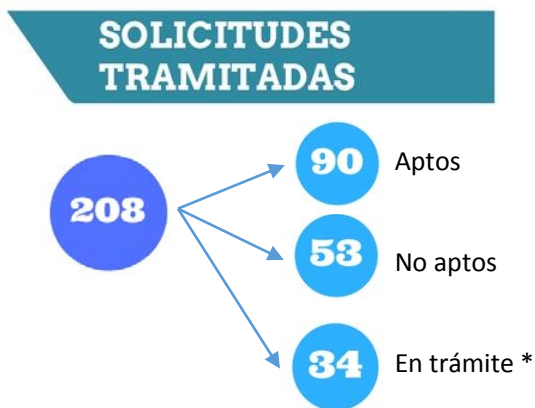 SOLICITUDES
TRAMITADAS
208
90 Aptos
53 No aptos
34 En trámite *